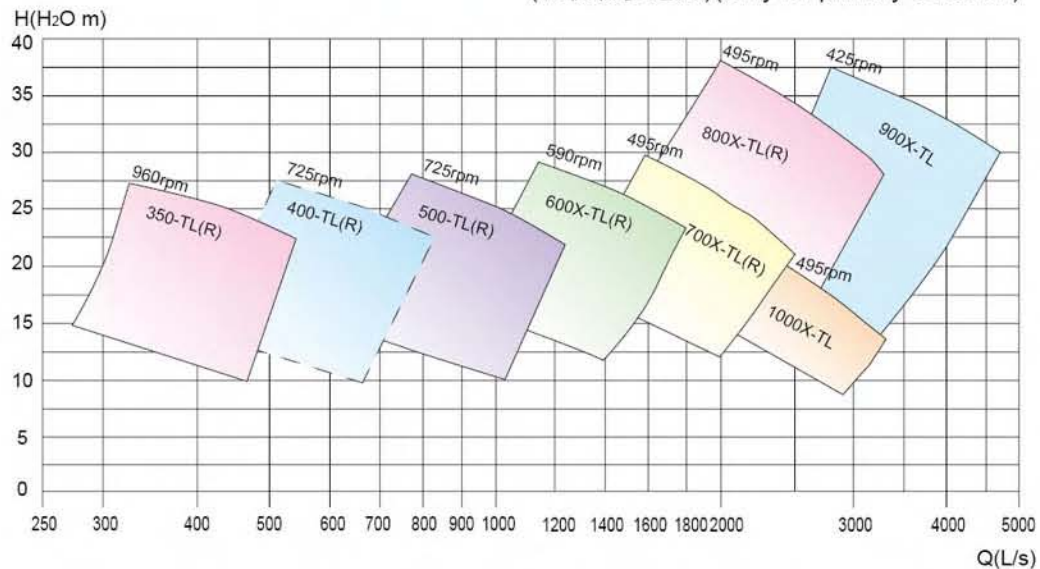 H(H2O m)
40
35
30
25
20
15
10
5
0
960rpm
350-TL(R)
725rpm
400-TL(R)
725rpm
500-TL(R)
590rpm
600X-TL(R)
495rpm
700X-TL(R)
495rpm
800X-TL(R)
425rpm
900X-TL
495rpm
1000X-TL
250 300 400 500 600 700 800 900 1000 1200 1400 1600 1800 2000 3000 4000 5000
Q(L/s)